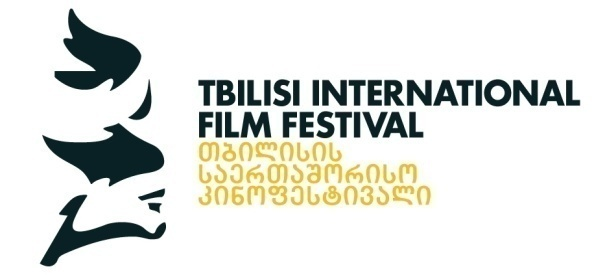 TBILISI INTERNATIONAL
FILM FESTIVAL
თბილისის
საერთაშორისო
კინოფესტივალი